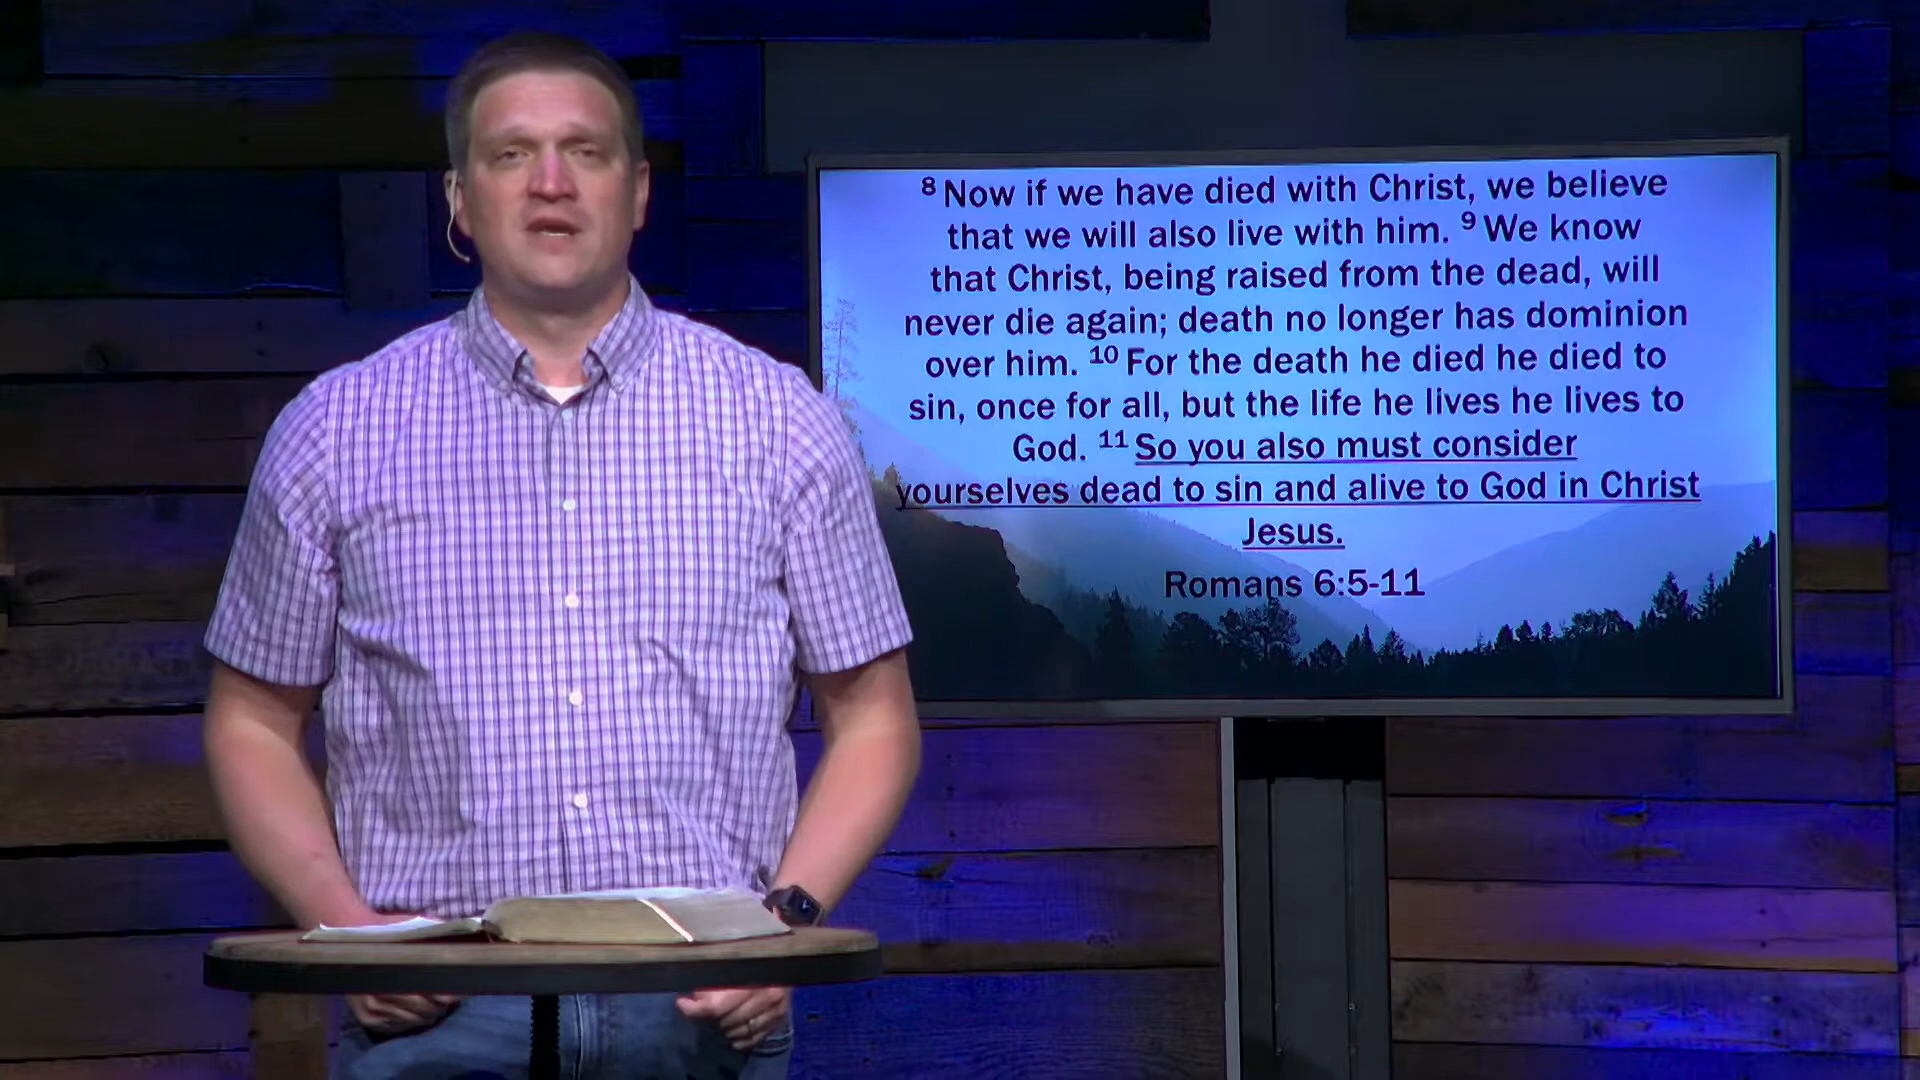 ⁸ Now if we have died with Christ, we believe
that we will also live with him. ⁹ We know
that Christ, being raised from the dead, will
never die again; death no longer has dominion
over him. ¹⁰ For the death he died he died to
sin, once for all, but the life he lives he lives to
God. ¹¹ So you also must consider
yourselves dead to sin and alive to God in Christ
Jesus.
Romans 6:5-11